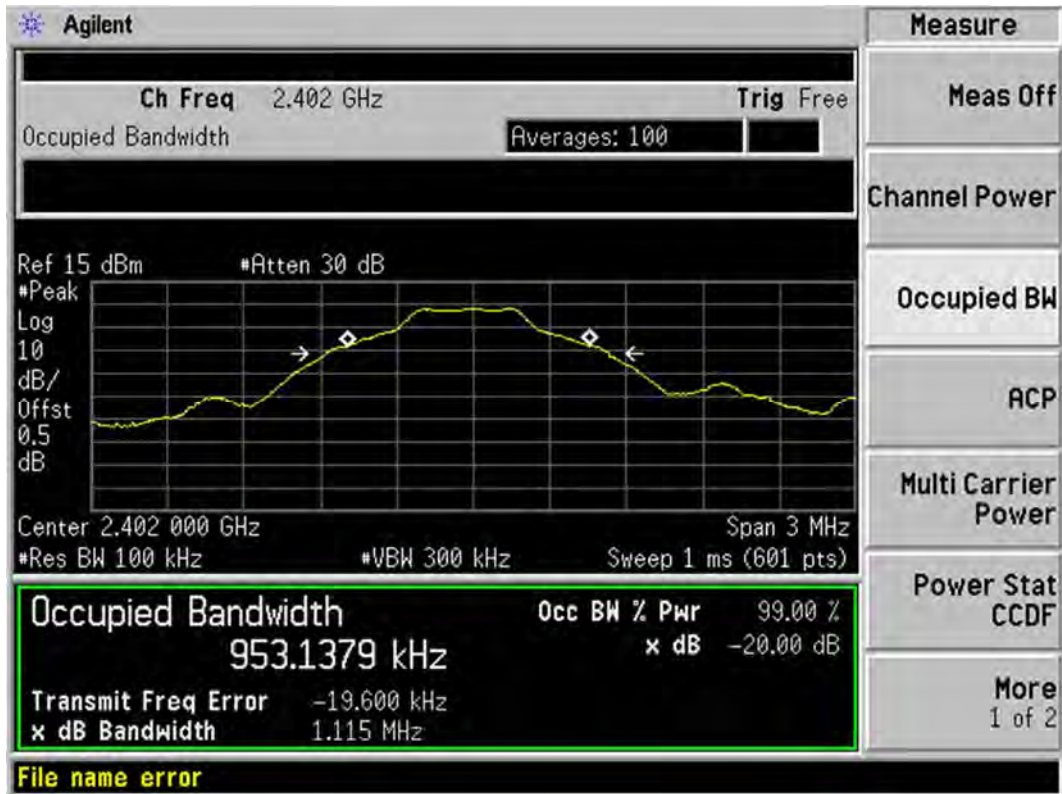 Agilent
Measure
Ch Freq 2.402 GHz Trig Free
Occupied Bandwidth Averages: 100
Ref 15 dBm #Atten 30 dB
#Peak
Log
10
dB/
Offst
0.5
dB
Center 2.402 000 GHz Span 3 MHz
#Res BW 100 kHz #VBW 300 kHz Sweep 1 ms (601 pts)
Occupied Bandwidth
953.1379 kHz
Occ BW % Pwr 99.00 %
x dB -20.00 dB
Transmit Freq Error -19.600 kHz
x dB Bandwidth 1.115 MHz
File name error
Meas Off
Channel Power
Occupied BW
ACP
Multi Carrier
Power
Power Stat
CCDF
More
1 of 2